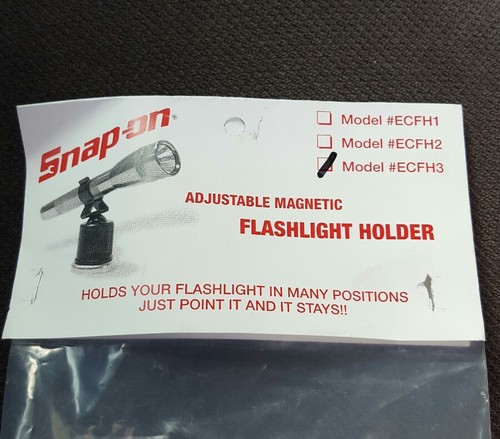 Snap-on®
Model #ECFH1
Model #ECFH2
Model #ECFH3
ADJUSTABLE MAGNETIC
FLASHLIGHT HOLDER
HOLDS YOUR FLASHLIGHT IN MANY POSITIONS
JUST POINT IT AND IT STAYS!!